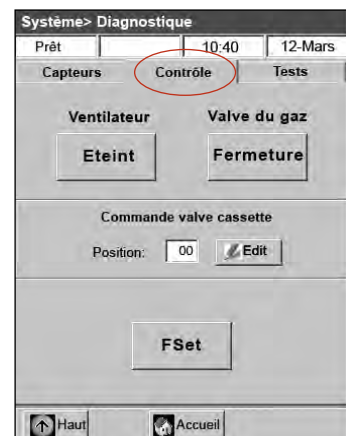 Système> Diagnostique
Prêt 10:40 12-Mars
Capteurs Contrôle Tests
Ventilateur Valve du gaz
Eteint Fermeture
Commande valve cassette
Position: 00 Edit
FSet
Haut Accueil